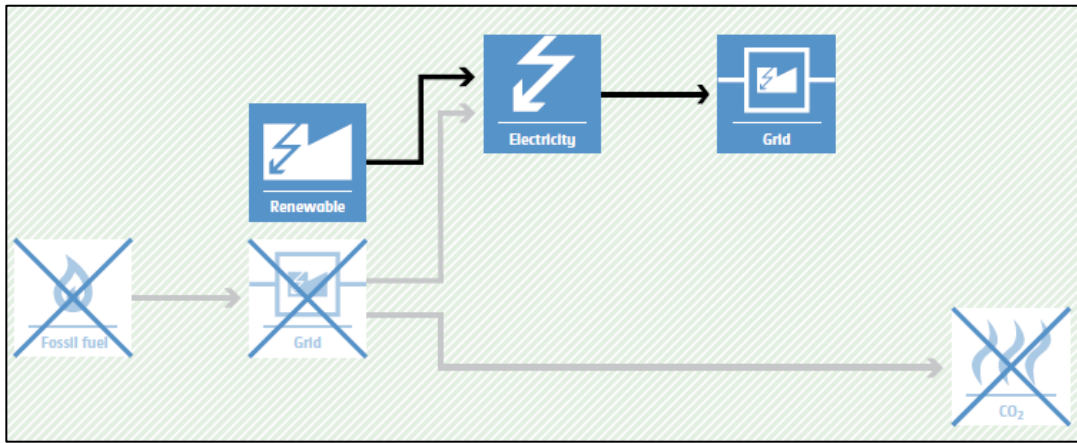 Electricity
Grid
Renewable
Fossil fuel
Grid
CO₂